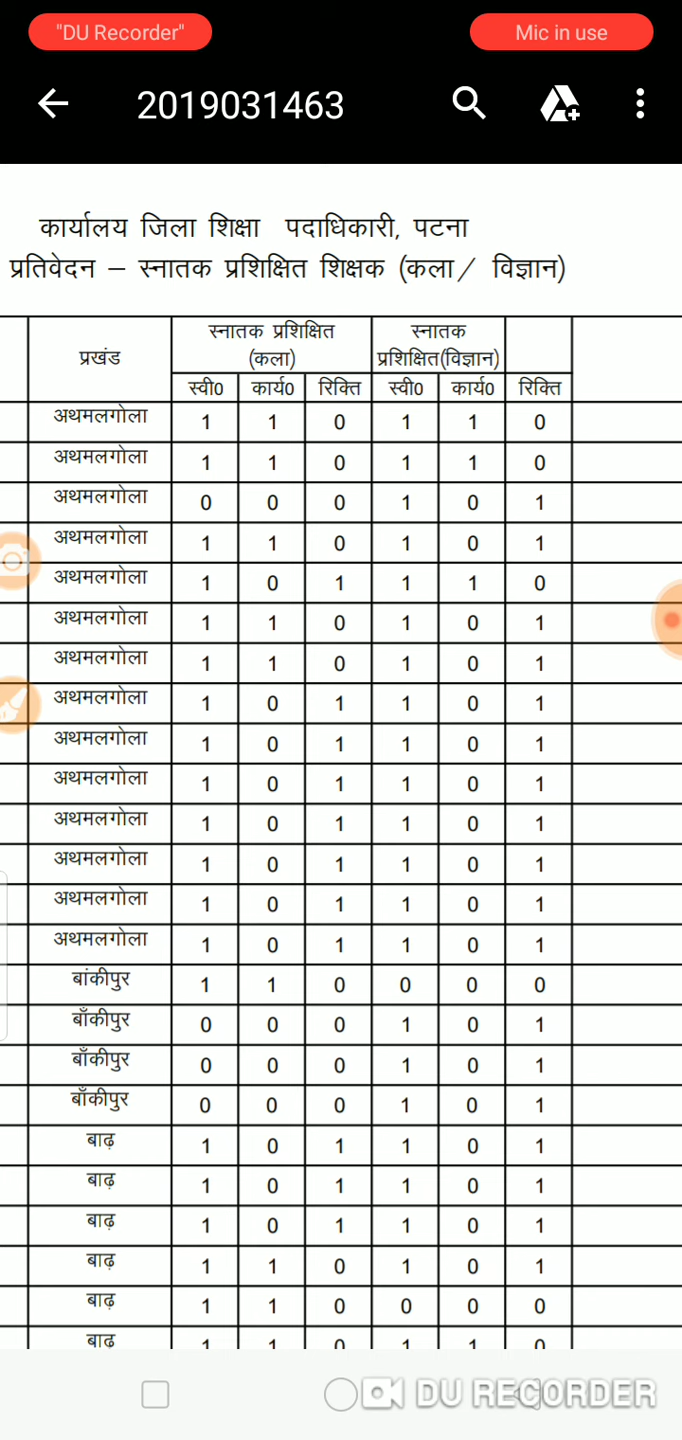 "DU Recorder" Mic in use
2019031463
कार्यालय जिला शिक्षा पदाधिकारी, पटना
प्रतिवेदन – स्नातक प्रशिक्षित शिक्षक (कला/ विज्ञान)
प्रखंड स्नातक प्रशिक्षित (कला) स्नातक प्रशिक्षित(विज्ञान)
स्वी0 कार्य0 रिक्ति स्वी0 कार्य0 रिक्ति
अथमलगोला 1 1 0 1 1 0
अथमलगोला 1 1 0 1 1 0
अथमलगोला 0 0 0 1 0 1
अथमलगोला 1 1 0 1 0 1
अथमलगोला 1 0 1 1 1 0
अथमलगोला 1 1 0 1 0 1
अथमलगोला 1 1 0 1 0 1
अथमलगोला 1 0 1 1 0 1
अथमलगोला 1 0 1 1 0 1
अथमलगोला 1 0 1 1 0 1
अथमलगोला 1 0 1 1 0 1
अथमलगोला 1 0 1 1 0 1
अथमलगोला 1 0 1 1 0 1
अथमलगोला 1 0 1 1 0 1
बांकीपुर 1 1 0 0 0 0
बाँकीपुर 0 0 0 1 0 1
बाँकीपुर 0 0 0 1 0 1
बाँकीपुर 0 0 0 1 0 1
बाढ़ 1 0 1 1 0 1
बाढ़ 1 0 1 1 0 1
बाढ़ 1 0 1 1 0 1
बाढ़ 1 1 0 1 0 1
बाढ़ 1 1 0 0 0 0
बाढ़ 1 1 0 1 1 0
DU RECORDER